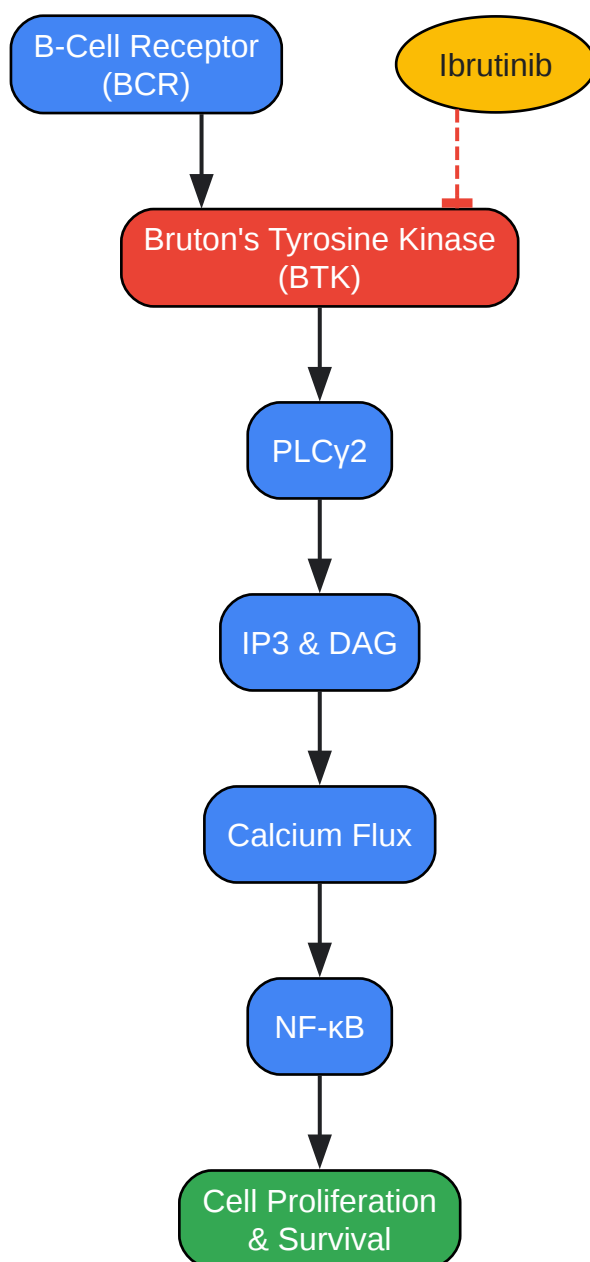 B-Cell Receptor
(BCR)
Ibrutinib
Bruton's Tyrosine Kinase
(BTK)
PLCγ2
IP3 & DAG
Calcium Flux
NF-κB
Cell Proliferation
& Survival